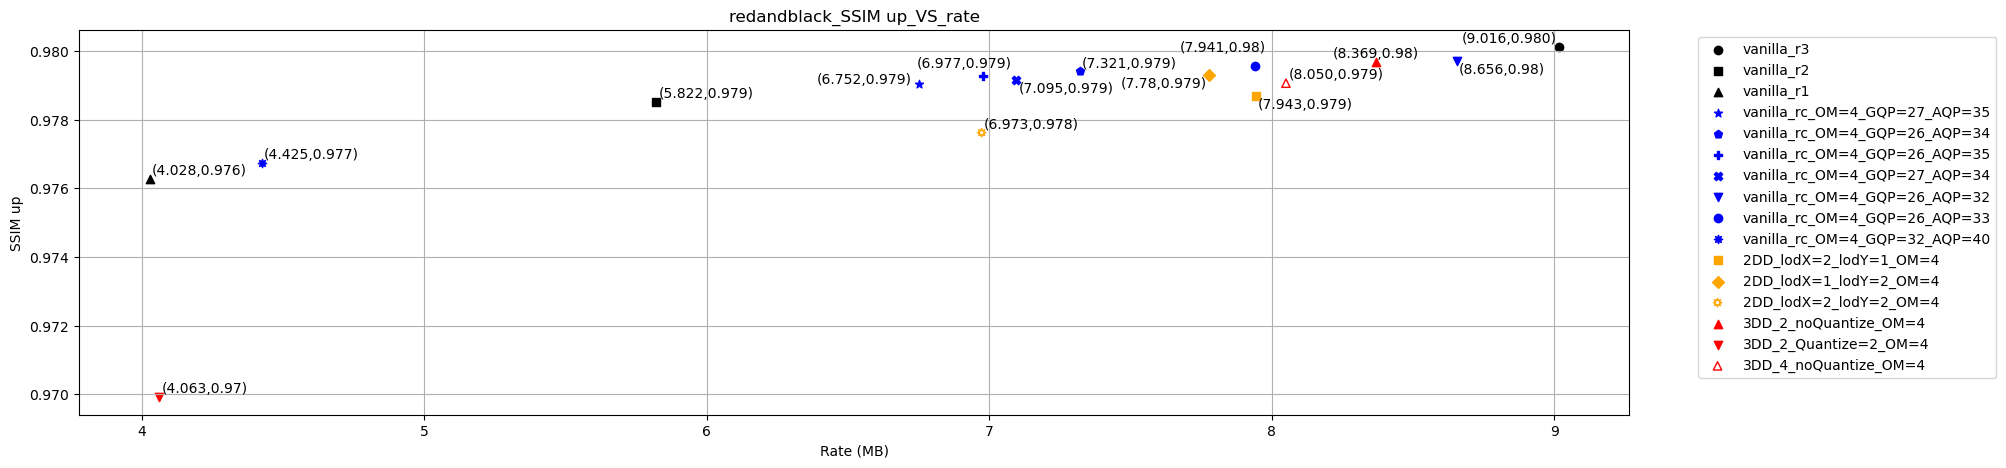 redandblack_SSIM up_VS_rate
0.980
0.978
0.976
0.974
0.972
0.970
SSIM up
(9.016,0.980)
(7.941,0.98)
(8.369,0.98)
(6.977,0.979)
(7.321,0.979)
(8.656,0.98)
(6.752,0.979)
(8.050,0.979)
(7.095,0.979)
(7.78,0.979)
(5.822,0.979)
(7.943,0.979)
(6.973,0.978)
(4.425,0.977)
(4.028,0.976)
(4.063,0.97)
4
5
6
7
8
9
Rate (MB)
vanilla_r3
vanilla_r2
vanilla_r1
vanilla_rc_OM=4_GQP=27_AQP=35
vanilla_rc_OM=4_GQP=26_AQP=34
vanilla_rc_OM=4_GQP=26_AQP=35
vanilla_rc_OM=4_GQP=27_AQP=34
vanilla_rc_OM=4_GQP=26_AQP=32
vanilla_rc_OM=4_GQP=26_AQP=33
vanilla_rc_OM=4_GQP=32_AQP=40
2DD_lodX=2_lodY=1_OM=4
2DD_lodX=1_lodY=2_OM=4
2DD_lodX=2_lodY=2_OM=4
3DD_2_noQuantize_OM=4
3DD_2_Quantize=2_OM=4
3DD_4_noQuantize_OM=4